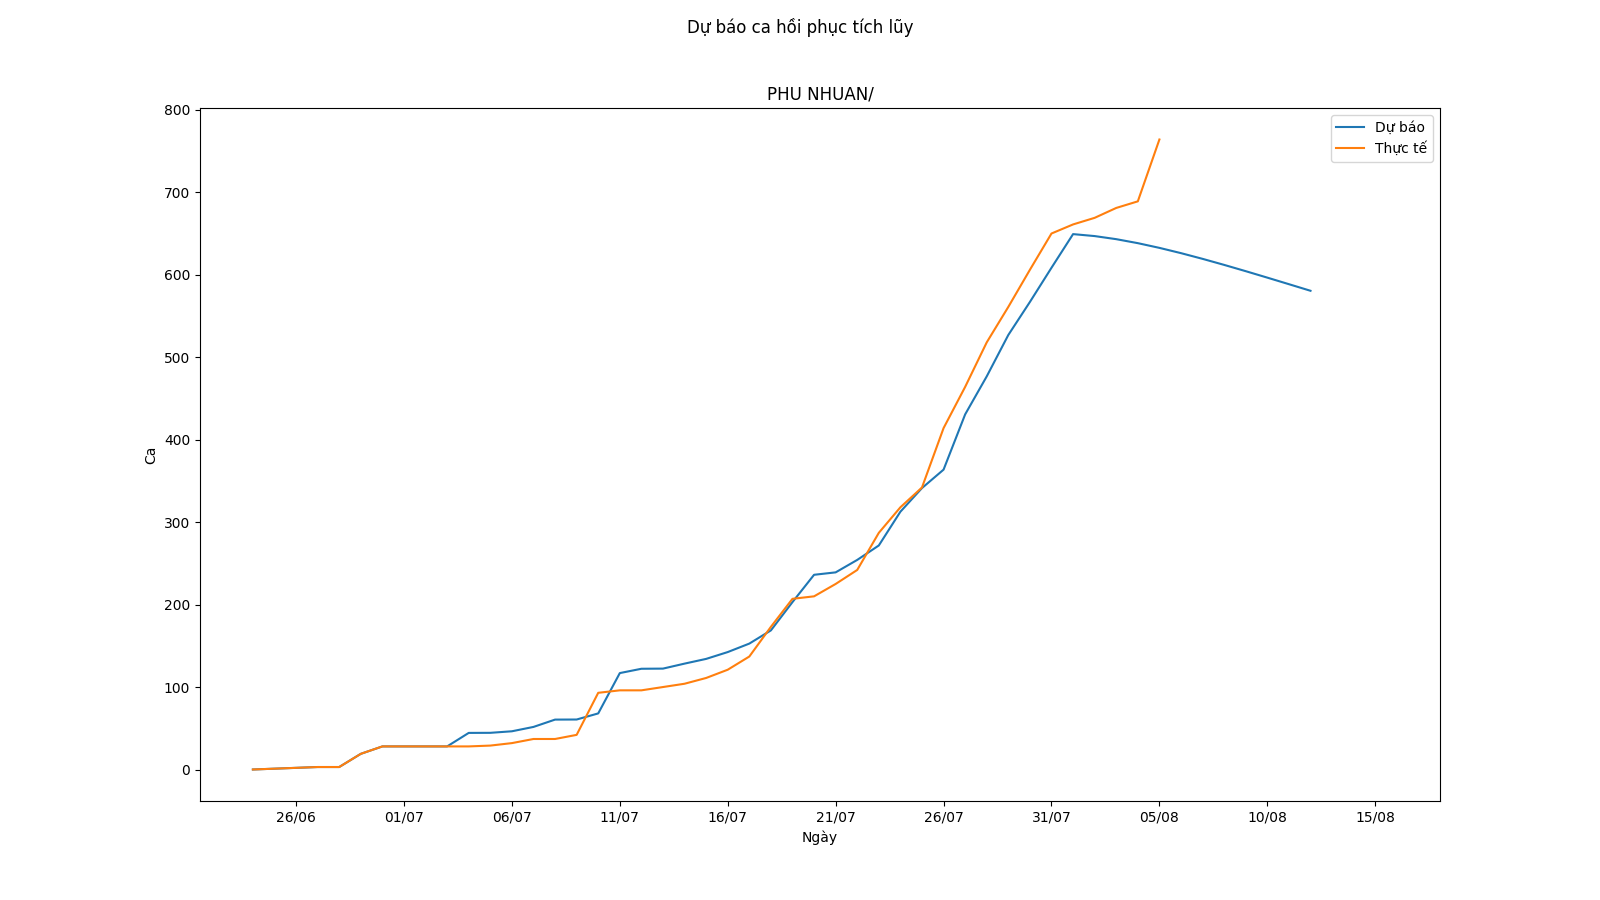 Dự báo ca hồi phục tích lũy
PHU NHUAN/
Dự báo
Thực tế
800
700
600
500
400
300
200
100
0
Ca
26/06 01/07 06/07 11/07 16/07 21/07 26/07 31/07 05/08 10/08 15/08
Ngày